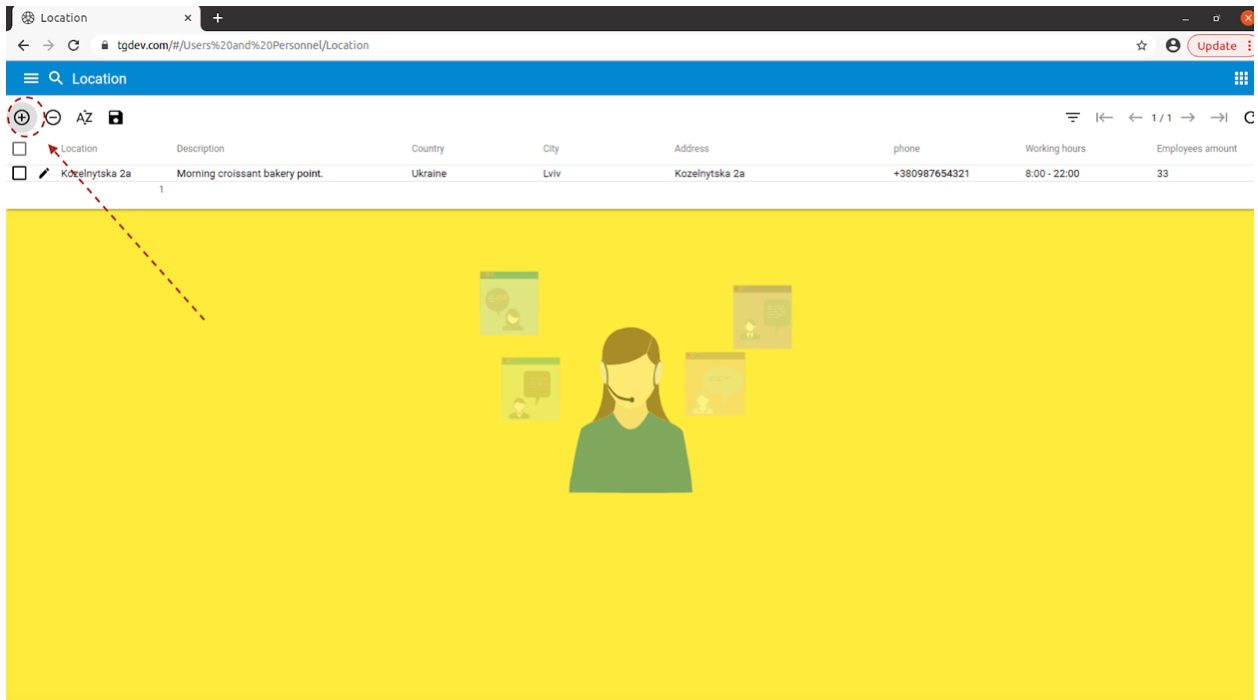 Location
tgdev.com/#/Users%20and%20Personnel/Location
Update
Location
AZ
1 / 1
Location Description Country City Address phone Working hours Employees amount
Kozelnytska 2a Morning croissant bakery point. Ukraine Lviv Kozelnytska 2a +380987654321 8:00 - 22:00 33
1